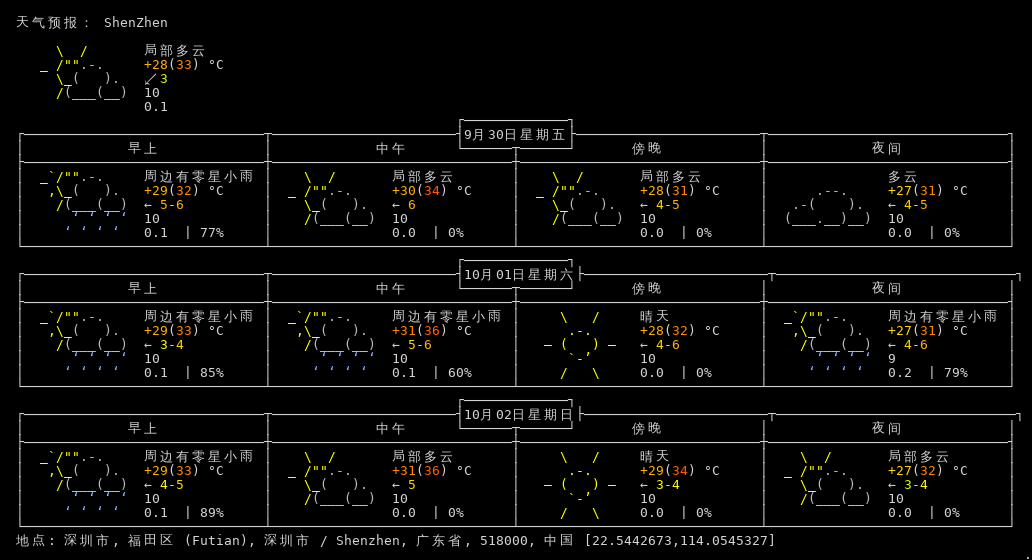 天气预报： ShenZhen
局部多云
+28(33) °C
↙ 3
10
0.1
9月30日星期五
早上 中午 傍晚 夜间
周边有零星小雨 局部多云 局部多云 多云
+29(32) °C +30(34) °C +28(31) °C +27(31) °C
← 5-6 ← 6 ← 4-5 ← 4-5
10 10 10 10
0.1 | 77% 0.0 | 0% 0.0 | 0% 0.0 | 0%
10月01日星期六
早上 中午 傍晚 夜间
周边有零星小雨 周边有零星小雨 晴天 周边有零星小雨
+29(33) °C +31(36) °C +28(32) °C +27(31) °C
← 3-4 ← 5-6 ← 4-6 ← 4-6
10 10 10 9
0.1 | 85% 0.1 | 60% 0.0 | 0% 0.2 | 79%
10月02日星期日
早上 中午 傍晚 夜间
周边有零星小雨 局部多云 晴天 局部多云
+29(33) °C +31(36) °C +29(34) °C +27(32) °C
← 4-5 ← 5 ← 3-4 ← 3-4
10 10 10 10
0.1 | 89% 0.0 | 0% 0.0 | 0% 0.0 | 0%
地点: 深圳市, 福田区 (Futian), 深圳市 / Shenzhen, 广东省, 518000, 中国 [22.5442673,114.0545327]